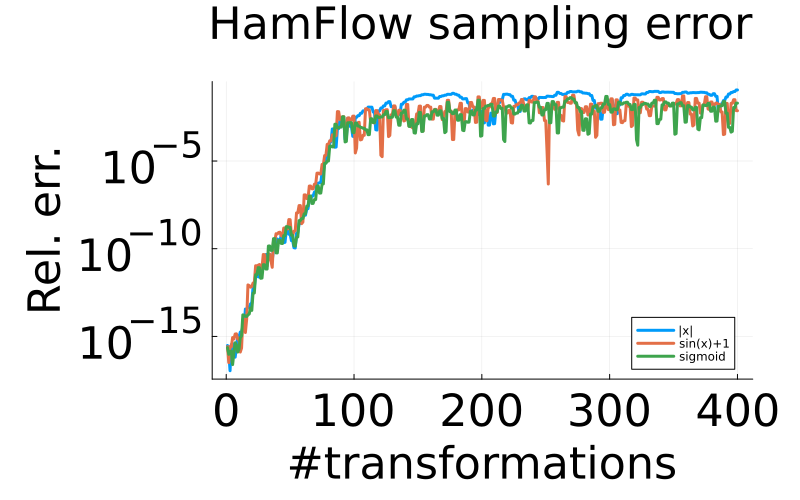 HamFlow sampling error
Rel. err.
10⁻⁵
10⁻¹⁰
10⁻¹⁵
|x|
sin(x)+1
sigmoid
0 100 200 300 400
#transformations